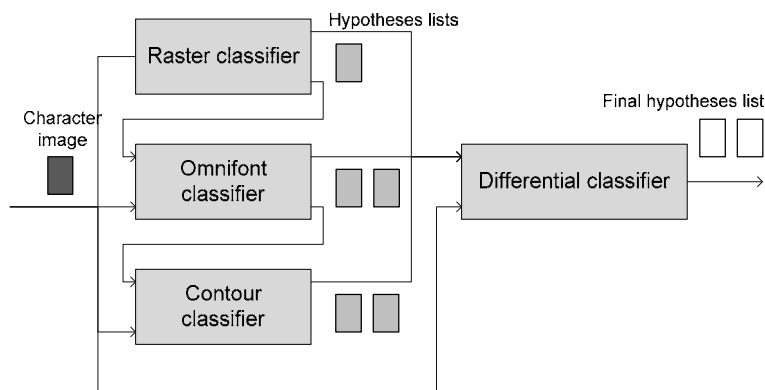 Hypotheses lists
Raster classifier
Character
image
Final hypotheses list
Omnifont
classifier
Differential classifier
Contour
classifier